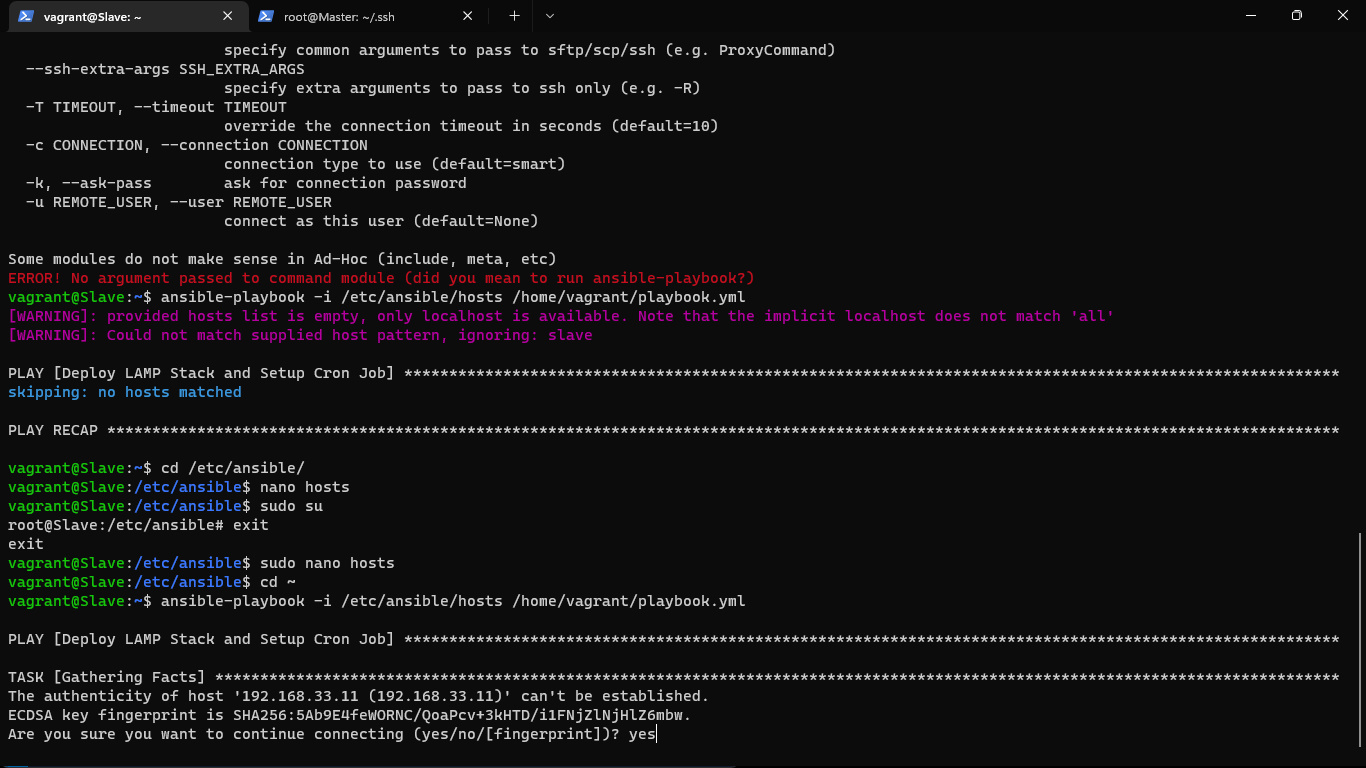 vagrant@Slave: ~
root@Master: ~/.ssh
specify common arguments to pass to sftp/scp/ssh (e.g. ProxyCommand)
--ssh-extra-args SSH_EXTRA_ARGS
specify extra arguments to pass to ssh only (e.g. -R)
-T TIMEOUT, --timeout TIMEOUT
override the connection timeout in seconds (default=10)
-c CONNECTION, --connection CONNECTION
connection type to use (default=smart)
-k, --ask-pass        ask for connection password
-u REMOTE_USER, --user REMOTE_USER
connect as this user (default=None)
Some modules do not make sense in Ad-Hoc (include, meta, etc)
ERROR! No argument passed to command module (did you mean to run ansible-playbook?)
vagrant@Slave:~$ ansible-playbook -i /etc/ansible/hosts /home/vagrant/playbook.yml
[WARNING]: provided hosts list is empty, only localhost is available. Note that the implicit localhost does not match 'all'
[WARNING]: Could not match supplied host pattern, ignoring: slave
PLAY [Deploy LAMP Stack and Setup Cron Job] ********************************************************************************************************
skipping: no hosts matched
PLAY RECAP *****************************************************************************************************************************************
vagrant@Slave:~$ cd /etc/ansible/
vagrant@Slave:/etc/ansible$ nano hosts
vagrant@Slave:/etc/ansible$ sudo su
root@Slave:/etc/ansible# exit
exit
vagrant@Slave:/etc/ansible$ sudo nano hosts
vagrant@Slave:/etc/ansible$ cd ~
vagrant@Slave:~$ ansible-playbook -i /etc/ansible/hosts /home/vagrant/playbook.yml
PLAY [Deploy LAMP Stack and Setup Cron Job] ********************************************************************************************************
TASK [Gathering Facts] *****************************************************************************************************************************
The authenticity of host '192.168.33.11 (192.168.33.11)' can't be established.
ECDSA key fingerprint is SHA256:5Ab9E4feWORNC/QoaPcv+3kHTD/i1FNjZlNjHlZ6mbw.
Are you sure you want to continue connecting (yes/no/[fingerprint])? yes